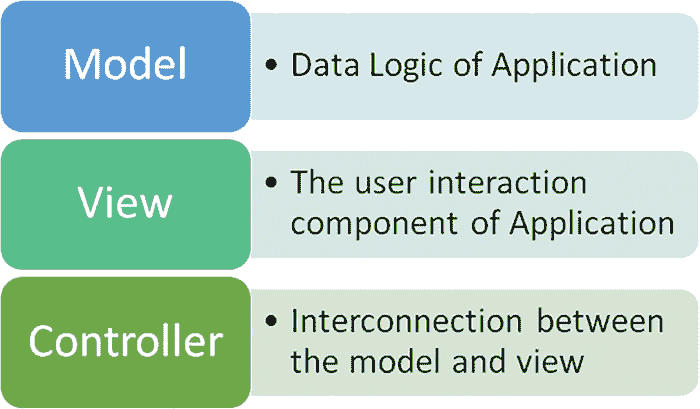 Model
• Data Logic of Application
View
• The user interaction
component of Application
Controller
• Interconnection between
the model and view